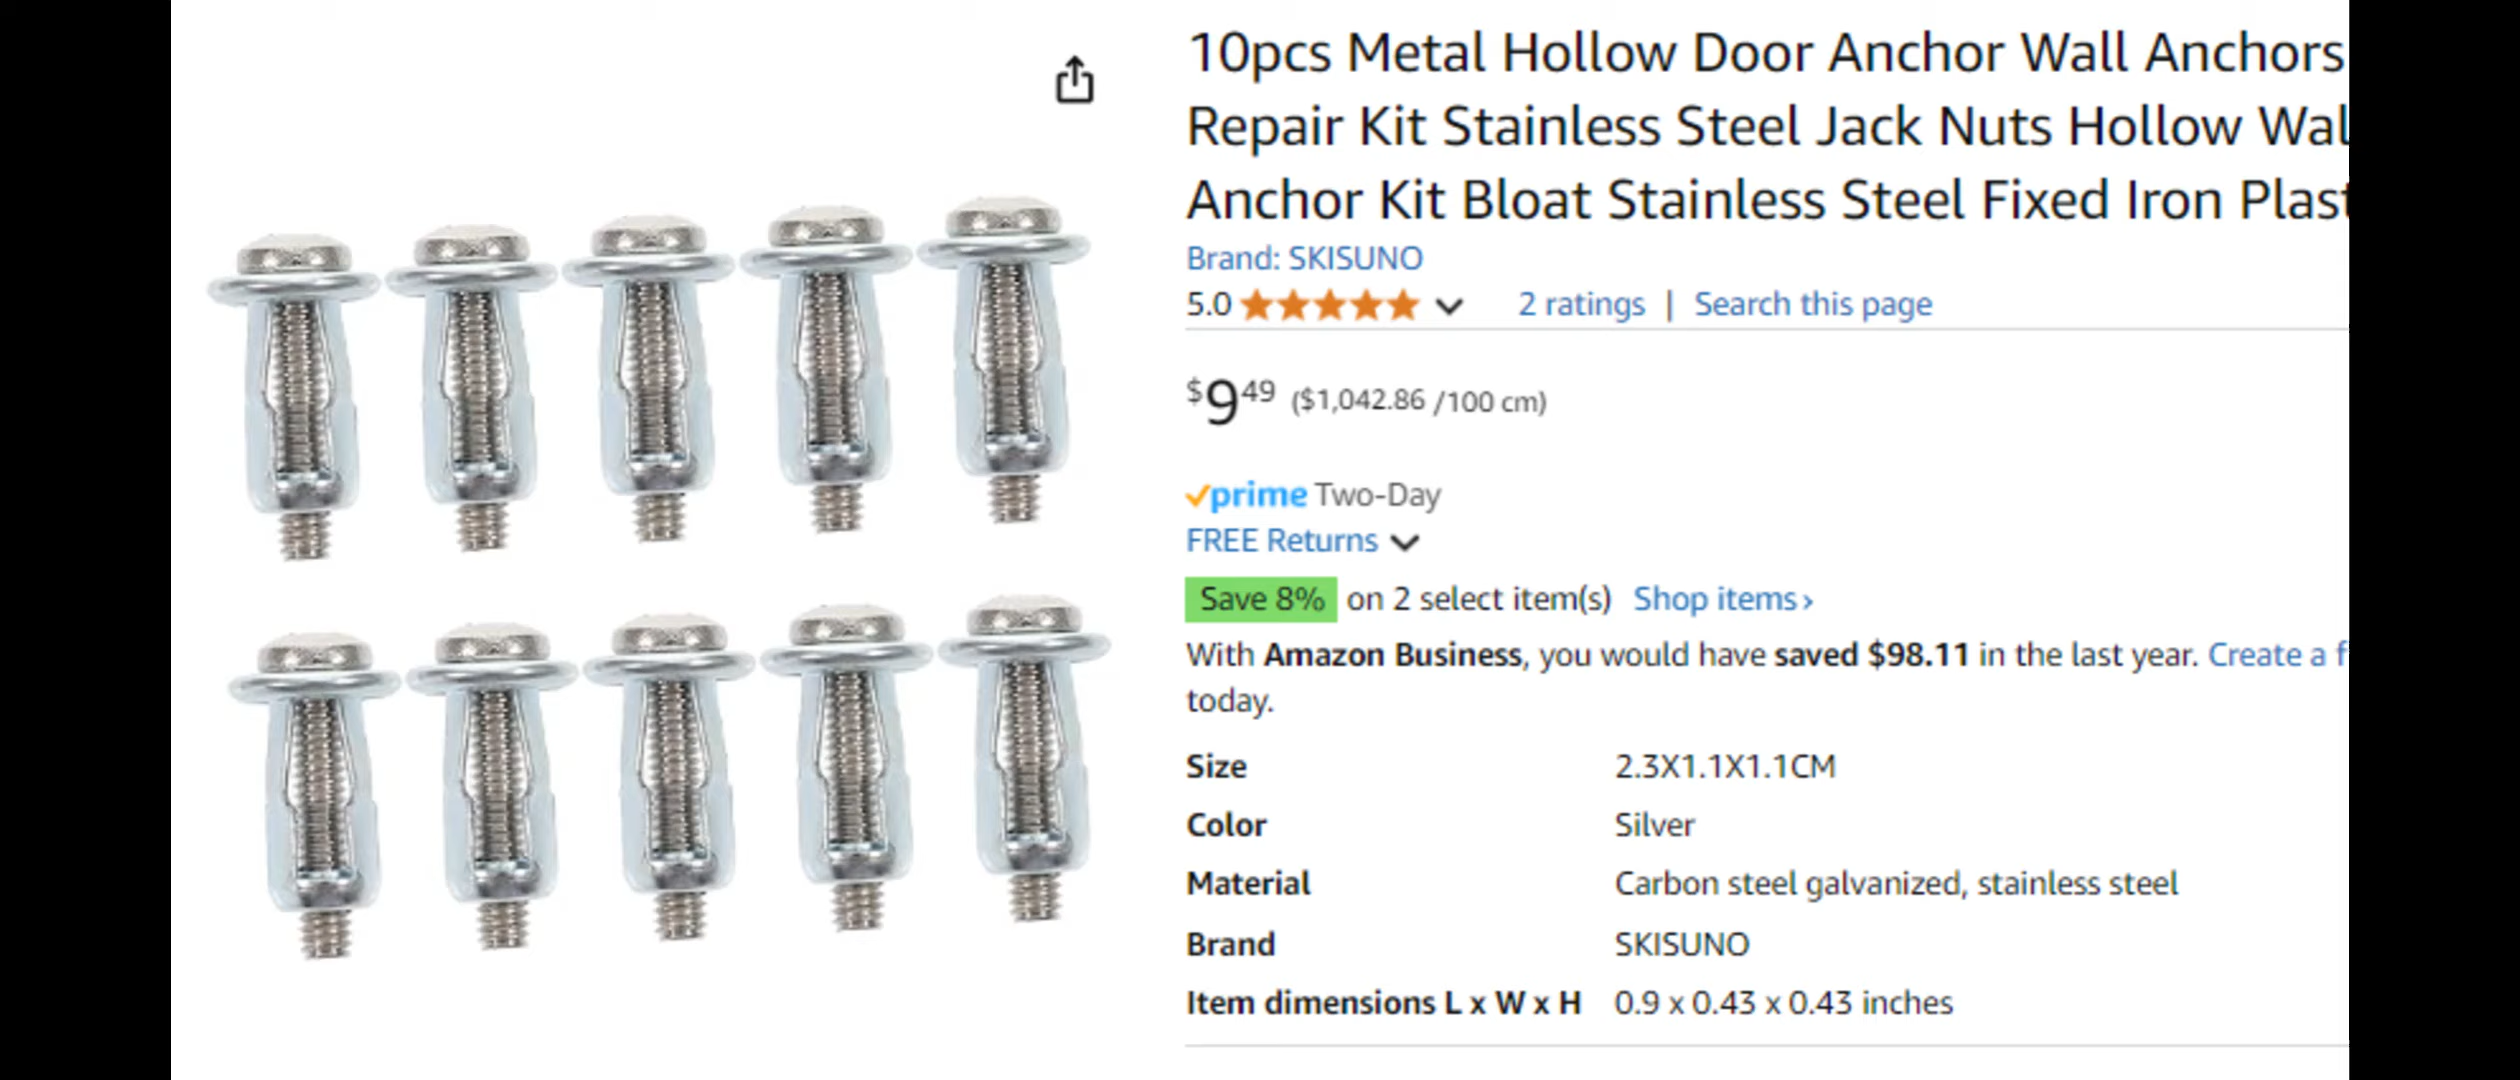 10pcs Metal Hollow Door Anchor Wall Anchors
Repair Kit Stainless Steel Jack Nuts Hollow Wal
Anchor Kit Bloat Stainless Steel Fixed Iron Plast
Brand: SKISUNO
5.0 2 ratings | Search this page
$9 49 ($1,042.86 /100 cm)
prime Two-Day
FREE Returns
Save 8% on 2 select item(s) Shop items ›
With Amazon Business, you would have saved $98.11 in the last year. Create a f
today.
Size 2.3X1.1X1.1CM
Color Silver
Material Carbon steel galvanized, stainless steel
Brand SKISUNO
Item dimensions L x W x H 0.9 x 0.43 x 0.43 inches